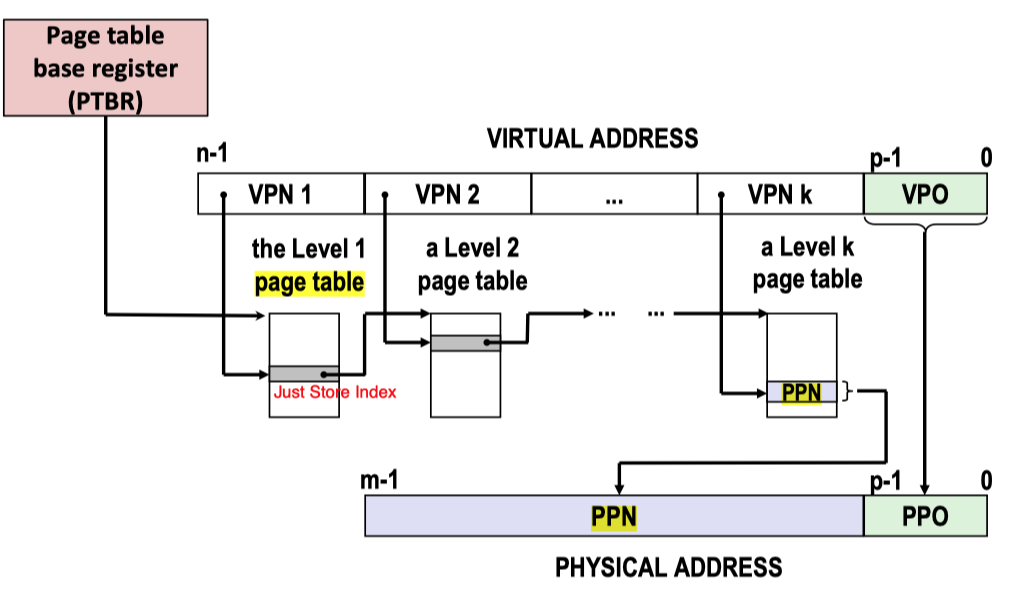 Page table
base register
(PTBR)
VIRTUAL ADDRESS
n-1
p-1
0
VPN 1
VPN 2
...
VPN k
VPO
the Level 1
page table
a Level 2
page table
a Level k
page table
...
...
Just Store Index
PPN
m-1
p-1
0
PPN
PPO
PHYSICAL ADDRESS